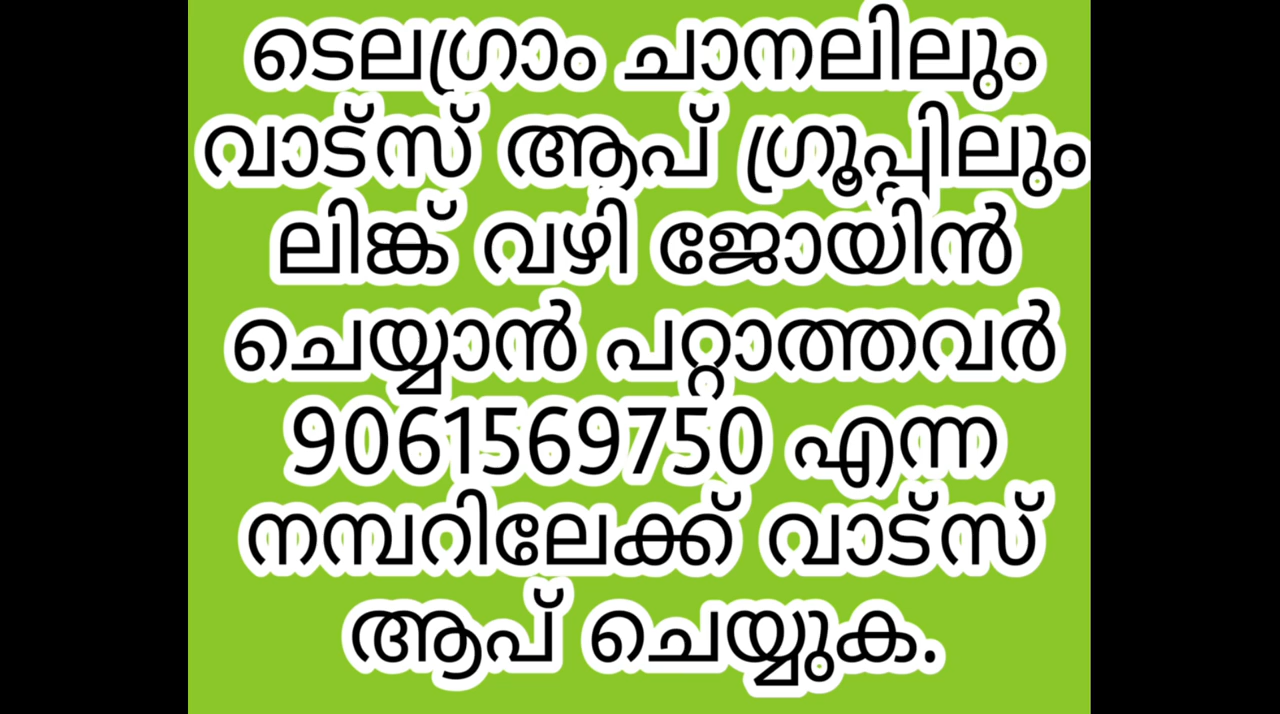 ടെലഗ്രാം ചാനലിലും
വാട്സ് ആപ് ഗ്രൂപ്പിലും
ലിങ്ക് വഴി ജോയിൻ
ചെയ്യാൻ പറ്റാത്തവർ
9061569750 എന്ന
നമ്പറിലേക്ക് വാട്സ്
ആപ് ചെയ്യുക.